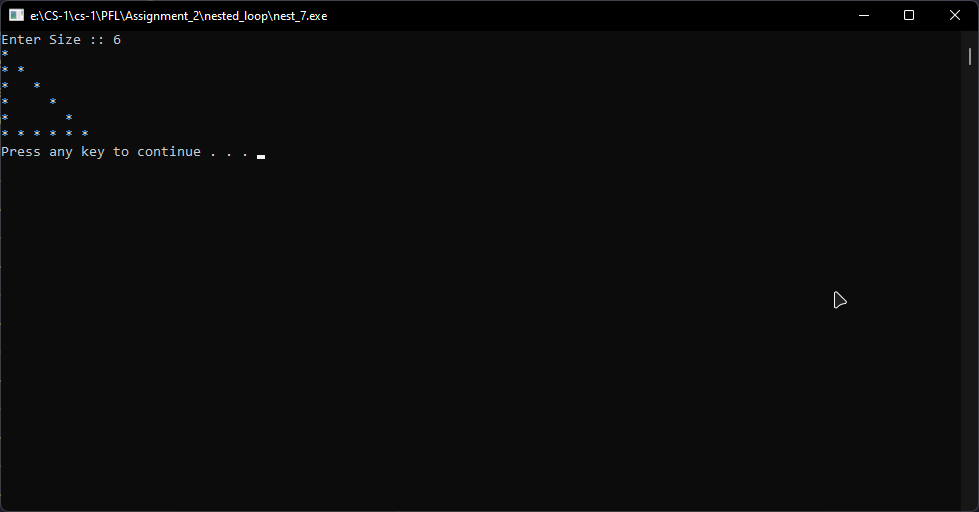 e:\CS-1\cs-1\PFL\Assignment_2\nested_loop\nest_7.exe
Enter Size :: 6
*
* *
*   *
*     *
*       *
* * * * * *
Press any key to continue . . .